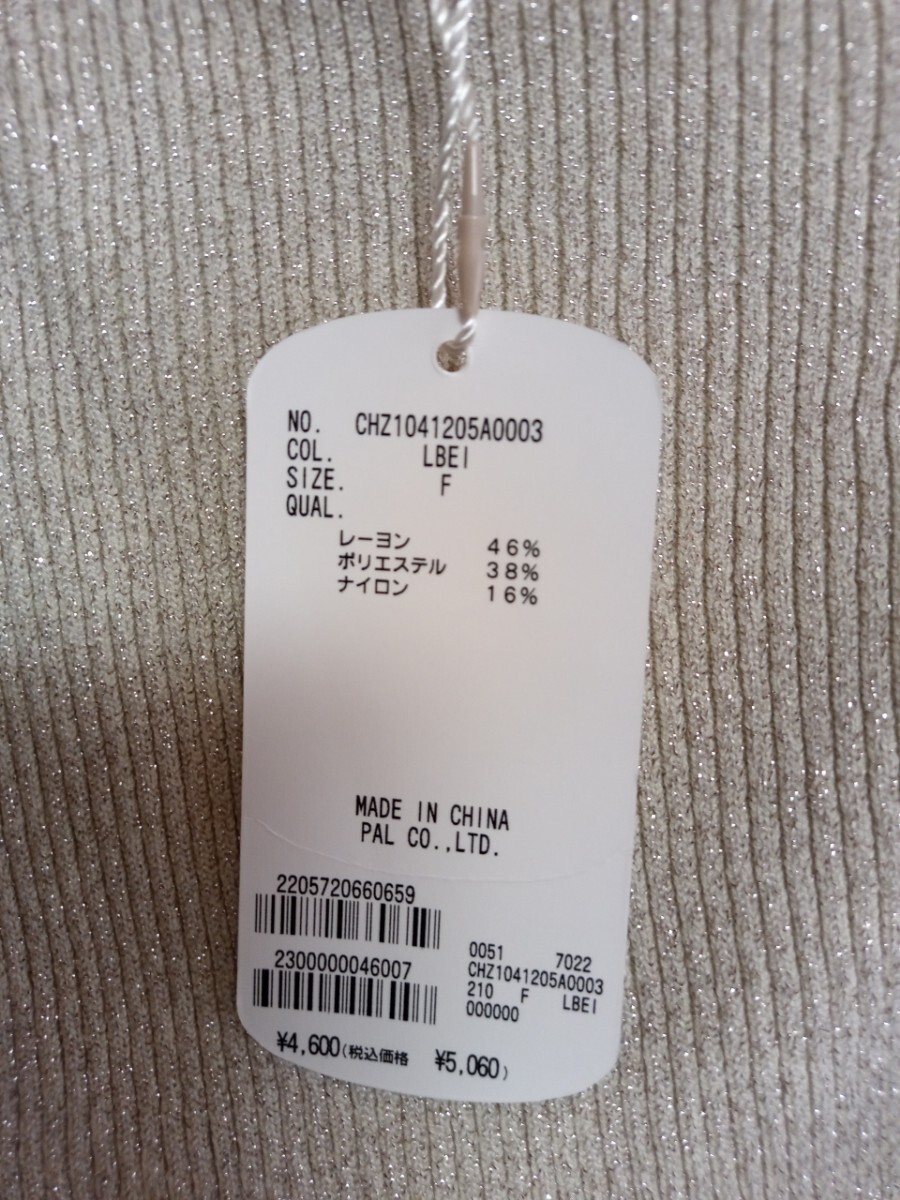 NO. CHZ1041205A0003
COL. LBEI
SIZE. F
QUAL.
レーヨン 46%
ポリエステル 38%
ナイロン 16%
MADE IN CHINA
PAL CO.,LTD.
2205720660659
2300000046007
0051 7022
CHZ1041205A0003
210 F LBEI
000000
¥4,600(税込価格 ¥5,060)